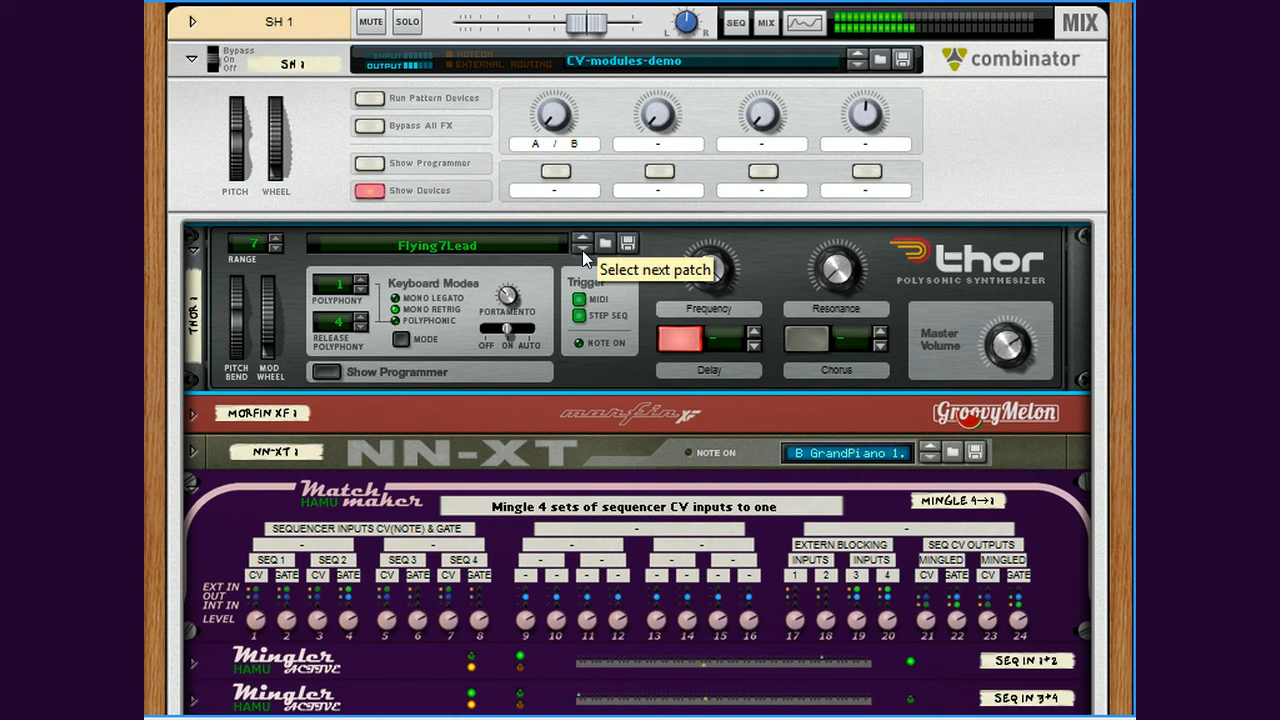 SH 1
MUTE
SOLO
L R
SEQ
MIX
MIX
Bypass
On
Off
SH 1
INPUT
OUTPUT
NOTEON
EXTERNAL ROUTING
CV-modules-demo
combinator
Run Pattern Devices
Bypass All FX
Show Programmer
Show Devices
PITCH
WHEEL
A / B
-
-
-
-
-
-
-
7
RANGE
Flying7Lead
Select next patch
thor
POLYSONIC SYNTHESIZER
THOR 1
1
POLYPHONY
4
RELEASE
POLYPHONY
Keyboard Modes
MONO LEGATO
MONO RETRIG
POLYPHONIC
MODE
PORTAMENTO
OFF ON AUTO
Trigger
MIDI
STEP SEQ
NOTE ON
Frequency
Resonance
Delay
Chorus
Master
Volume
PITCH
BEND
MOD
WHEEL
Show Programmer
MORFIN XF 1
morfin XF
GroovyMelon
NN-XT 1
NN-XT
NOTE ON
B GrandPiano 1.
Match
HAMU maker
Mingle 4 sets of sequencer CV inputs to one
MINGLE 4→1
SEQUENCER INPUTS CV(NOTE) & GATE
- -
- - - - - -
EXTERN BLOCKING SEQ CV OUTPUTS
SEQ 1 SEQ 2 SEQ 3 SEQ 4 - - - - INPUTS INPUTS MINGLED MINGLED
CV GATE CV GATE CV GATE CV GATE - - - - - - - - 1 2 3 4 CV GATE CV GATE
EXT IN
OUT
INT IN
LEVEL
1 2 3 4 5 6 7 8 9 10 11 12 13 14 15 16 17 18 19 20 21 22 23 24
Mingler
HAMU ACTIVE
SEQ IN 1+2
Mingler
HAMU ACTIVE
SEQ IN 3+4